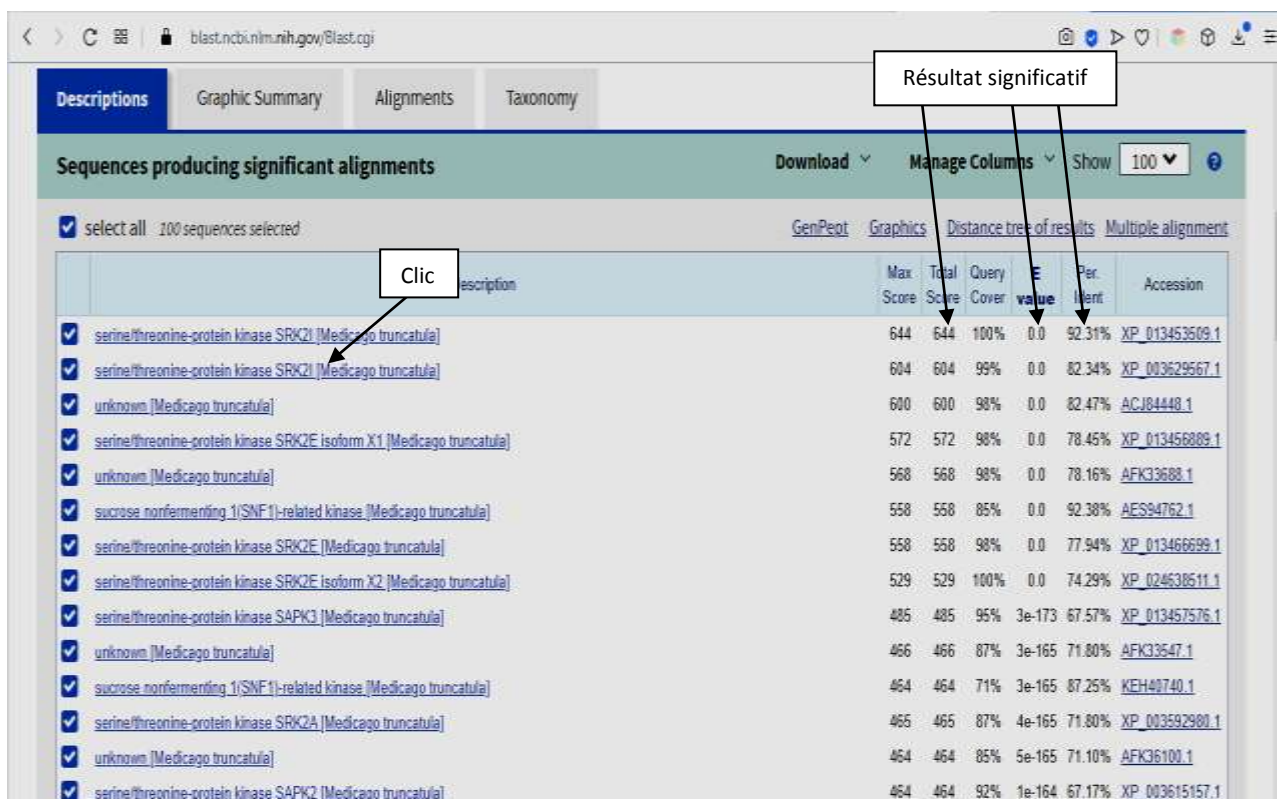 blast.ncbi.nlm.nih.gov/Blast.cgi
Résultat significatif
Descriptions Graphic Summary Alignments Taxonomy
Sequences producing significant alignments Download Manage Columns Show 100
select all 100 sequences selected GenPept Graphics Distance tree of results Multiple alignment
Clic
escription Max Score Total Score Query Cover E value Per. Ident Accession
serine/threonine-protein kinase SRK2I [Medicago truncatula] 644 644 100% 0.0 92.31% XP_013453509.1
serine/threonine-protein kinase SRK2I [Medicago truncatula] 604 604 99% 0.0 82.34% XP_003629567.1
unknown [Medicago truncatula] 600 600 98% 0.0 82.47% ACJ84448.1
serine/threonine-protein kinase SRK2E isoform X1 [Medicago truncatula] 572 572 98% 0.0 78.45% XP_013456889.1
unknown [Medicago truncatula] 568 568 98% 0.0 78.16% AFK33688.1
sucrose nonfermenting 1(SNF1)-related kinase [Medicago truncatula] 558 558 85% 0.0 92.38% AES94762.1
serine/threonine-protein kinase SRK2E [Medicago truncatula] 558 558 98% 0.0 77.94% XP_013466699.1
serine/threonine-protein kinase SRK2E isoform X2 [Medicago truncatula] 529 529 100% 0.0 74.29% XP_024638511.1
serine/threonine-protein kinase SAPK3 [Medicago truncatula] 485 485 95% 3e-173 67.57% XP_013457576.1
unknown [Medicago truncatula] 466 466 87% 3e-165 71.80% AFK33547.1
sucrose nonfermenting 1(SNF1)-related kinase [Medicago truncatula] 464 464 71% 3e-165 87.25% KEH40740.1
serine/threonine-protein kinase SRK2A [Medicago truncatula] 465 465 87% 4e-165 71.80% XP_003592980.1
unknown [Medicago truncatula] 464 464 85% 5e-165 71.10% AFK36100.1
serine/threonine-protein kinase SAPK2 [Medicago truncatula] 464 464 92% 1e-164 67.17% XP_003615157.1